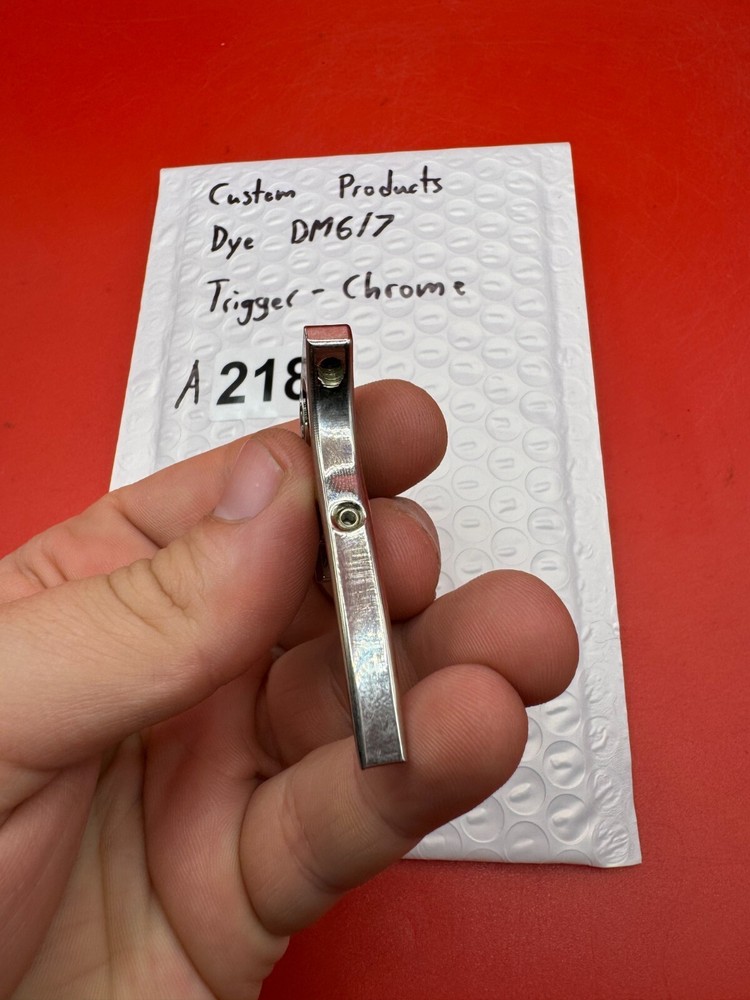 Custom Products
Dye DM6/7
Trigger - Chrome
A 218